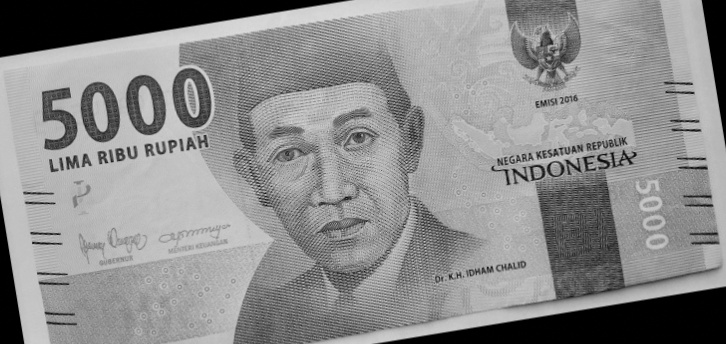 5000
LIMA RIBU RUPIAH
EMISI 2016
NEGARA KESATUAN REPUBLIK
INDONESIA
5000
GUBERNUR
MENTERI KEUANGAN
Dr. K.H. IDHAM CHALID